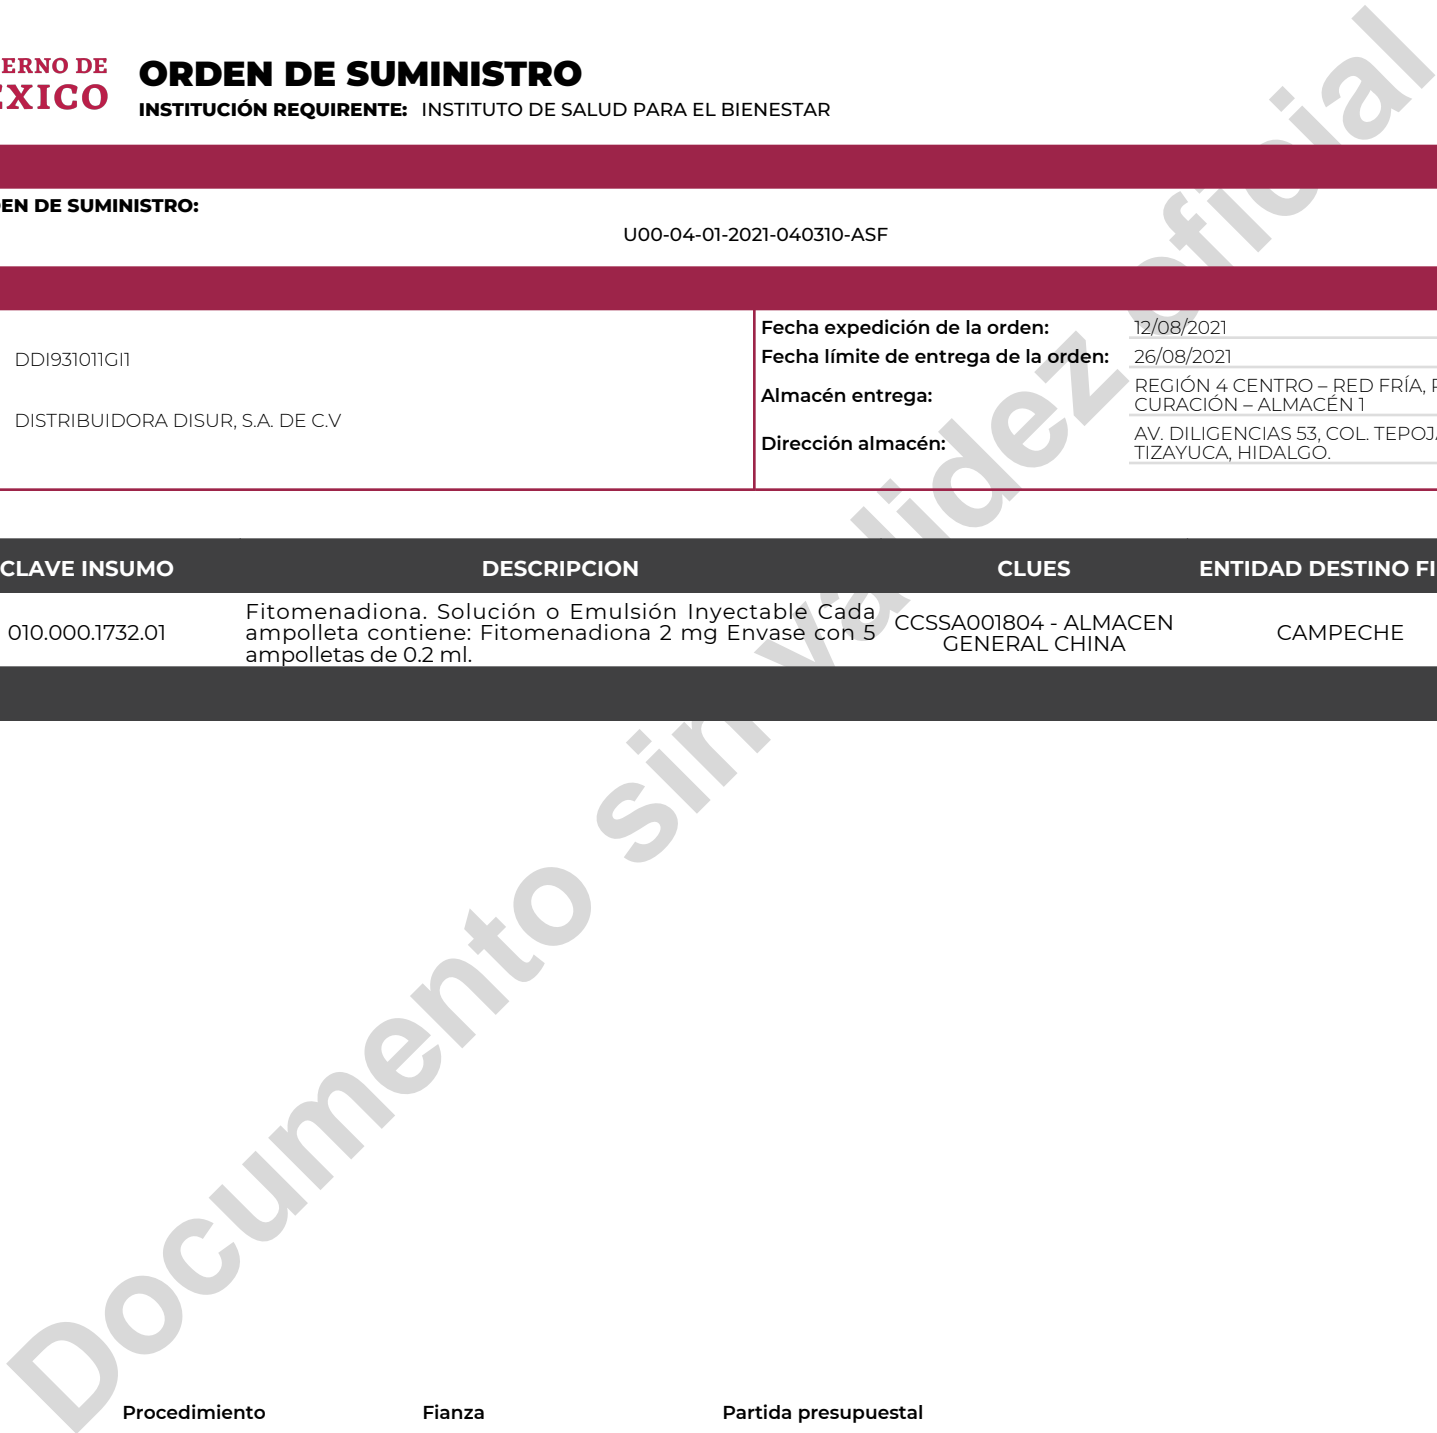 ERNO DE
ÉXICO
ORDEN DE SUMINISTRO
INSTITUCIÓN REQUIRENTE: INSTITUTO DE SALUD PARA EL BIENESTAR
EN DE SUMINISTRO:
U00-04-01-2021-040310-ASF
DDI931011GI1
DISTRIBUIDORA DISUR, S.A. DE C.V
Fecha expedición de la orden: 12/08/2021
Fecha límite de entrega de la orden: 26/08/2021
Almacén entrega: REGIÓN 4 CENTRO – RED FRÍA,
CURACIÓN – ALMACÉN 1
Dirección almacén: AV. DILIGENCIAS 53, COL. TEPOJ
TIZAYUCA, HIDALGO.
CLAVE INSUMO DESCRIPCION CLUES ENTIDAD DESTINO FI
010.000.1732.01
Fitomenadiona. Solución o Emulsión Inyectable Cada
ampolleta contiene: Fitomenadiona 2 mg Envase con 5
ampolletas de 0.2 ml.
CCSSA001804 - ALMACEN
GENERAL CHINA
CAMPECHE
Documento sin validez oficial
Procedimiento Fianza Partida presupuestal